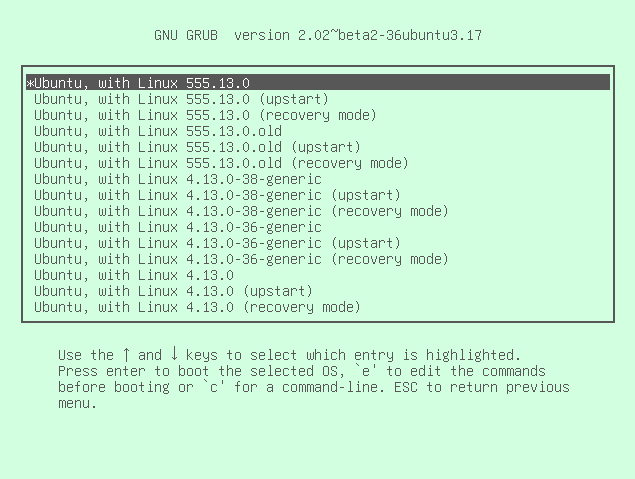 GNU GRUB  version 2.02~beta2-36ubuntu3.17
*Ubuntu, with Linux 555.13.0
Ubuntu, with Linux 555.13.0 (upstart)
Ubuntu, with Linux 555.13.0 (recovery mode)
Ubuntu, with Linux 555.13.0.old
Ubuntu, with Linux 555.13.0.old (upstart)
Ubuntu, with Linux 555.13.0.old (recovery mode)
Ubuntu, with Linux 4.13.0-38-generic
Ubuntu, with Linux 4.13.0-38-generic (upstart)
Ubuntu, with Linux 4.13.0-38-generic (recovery mode)
Ubuntu, with Linux 4.13.0-36-generic
Ubuntu, with Linux 4.13.0-36-generic (upstart)
Ubuntu, with Linux 4.13.0-36-generic (recovery mode)
Ubuntu, with Linux 4.13.0
Ubuntu, with Linux 4.13.0 (upstart)
Ubuntu, with Linux 4.13.0 (recovery mode)
Use the ↑ and ↓ keys to select which entry is highlighted.
Press enter to boot the selected OS, `e' to edit the commands
before booting or `c' for a command-line. ESC to return previous
menu.